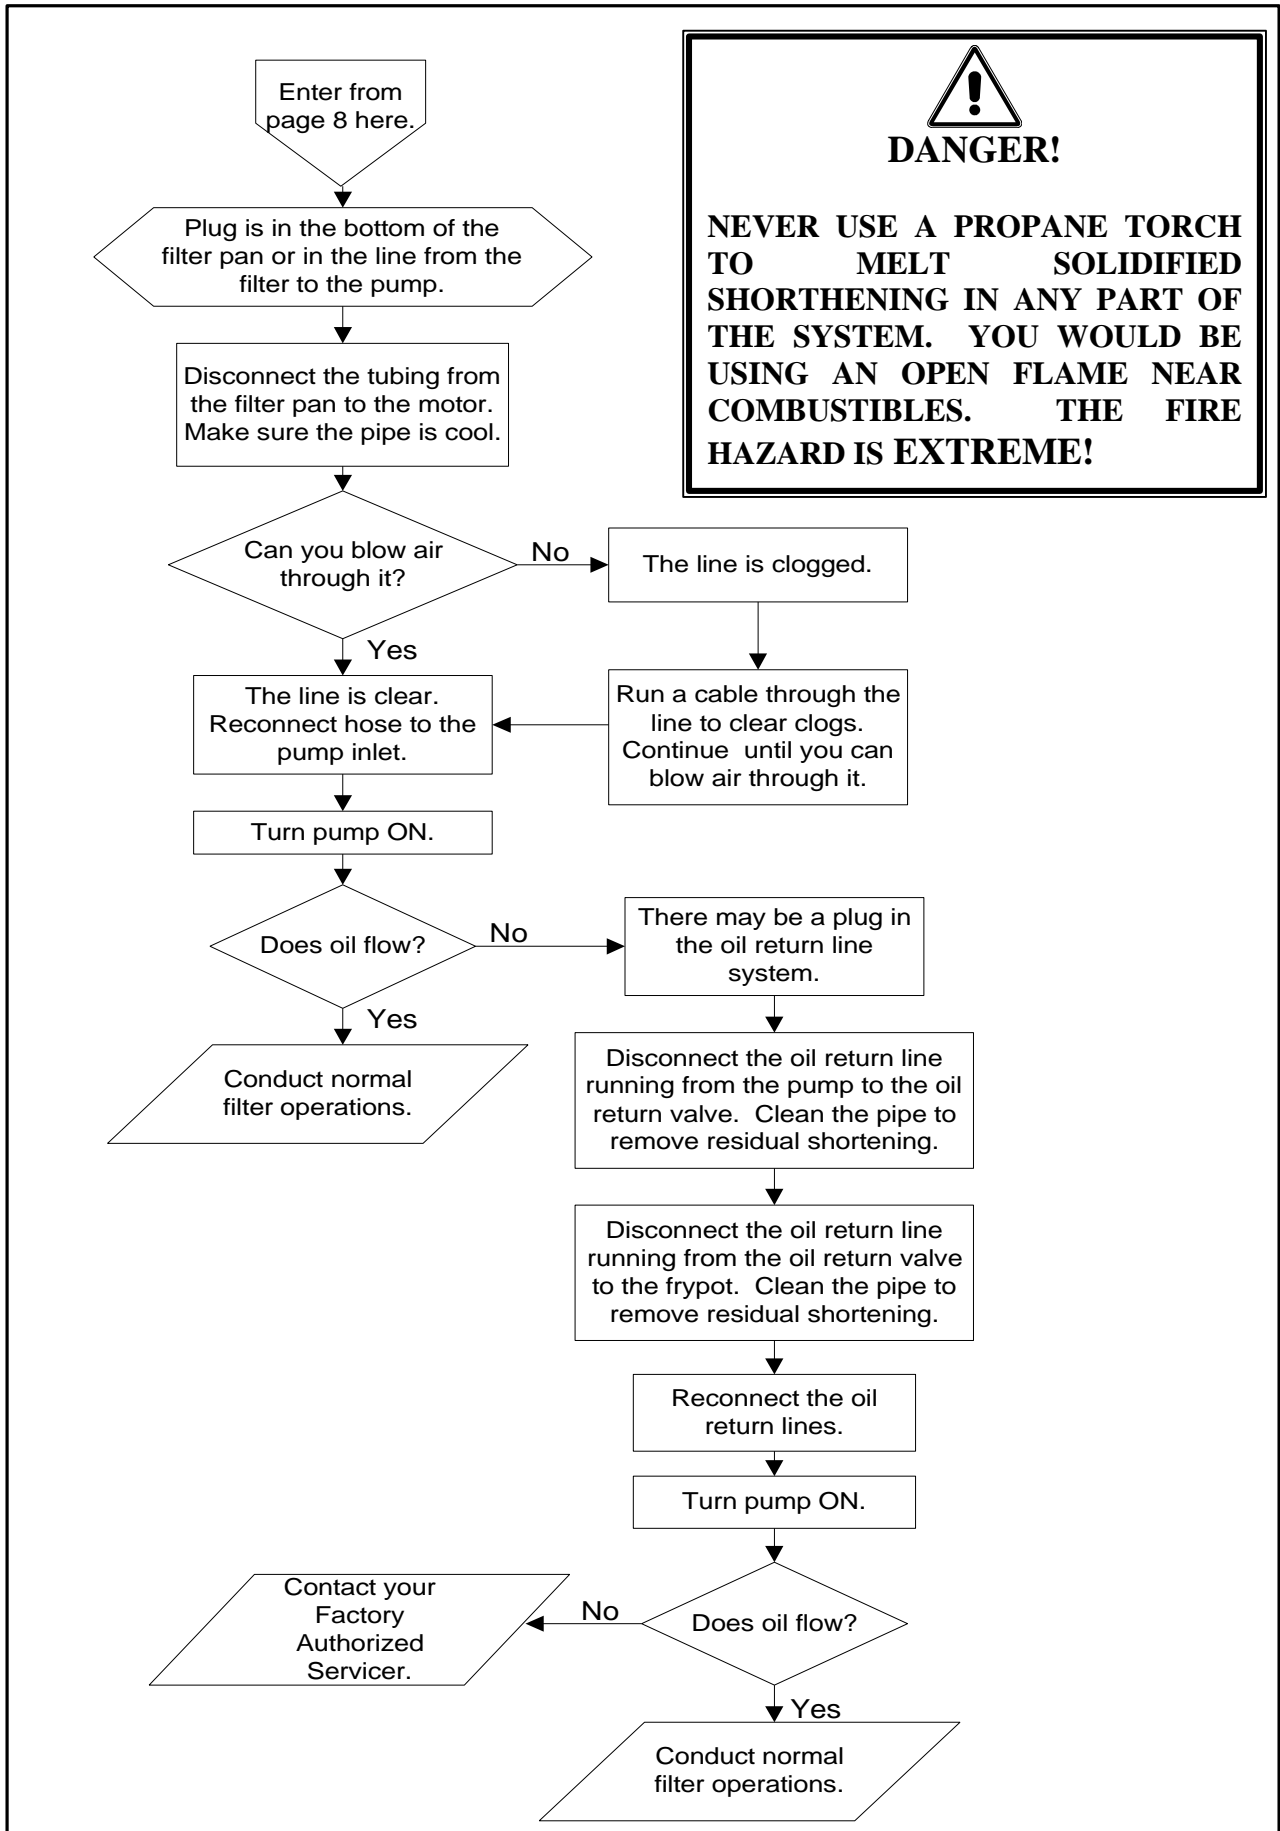 Enter from
page 8 here.
DANGER!
NEVER USE A PROPANE TORCH
TO MELT SOLIDIFIED
SHORTHENING IN ANY PART OF
THE SYSTEM. YOU WOULD BE
USING AN OPEN FLAME NEAR
COMBUSTIBLES. THE FIRE
HAZARD IS EXTREME!
Plug is in the bottom of the
filter pan or in the line from the
filter to the pump.
Disconnect the tubing from
the filter pan to the motor.
Make sure the pipe is cool.
Can you blow air
through it?
No
The line is clogged.
Yes
Run a cable through the
line to clear clogs.
Continue until you can
blow air through it.
The line is clear.
Reconnect hose to the
pump inlet.
Turn pump ON.
Does oil flow?
No
There may be a plug in
the oil return line
system.
Yes
Conduct normal
filter operations.
Disconnect the oil return line
running from the pump to the oil
return valve. Clean the pipe to
remove residual shortening.
Disconnect the oil return line
running from the oil return valve
to the frypot. Clean the pipe to
remove residual shortening.
Reconnect the oil
return lines.
Turn pump ON.
Does oil flow?
No
Contact your
Factory
Authorized
Servicer.
Yes
Conduct normal
filter operations.